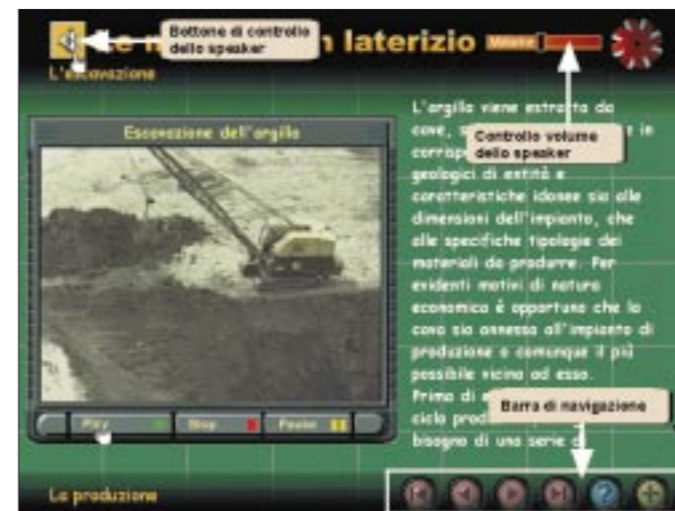 Bottone di controllo
dello speaker
laterizio
Volume
L'escavazione
L'argilla viene estratta da
cave,
Controllo volume
dello speaker
in
geologici di entità e
caratteristiche idonee sia alle
dimensioni dell'impianto, che
alle specifiche tipologie dei
materiali da produrre. Per
evidenti motivi di natura
economica è opportuno che la
cava sia annessa all'impianto di
produzione o comunque il più
possibile vicina ad esso.
Prima di
ciclo
Barra di navigazione
bisogno di una serie
Escavazione dell'argilla
Play
Stop
Pause
La produzione